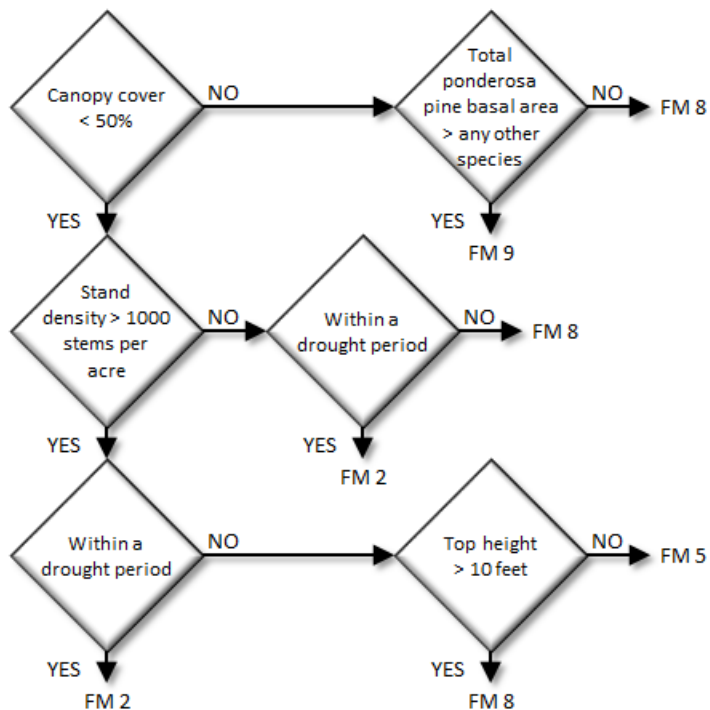 Canopy cover
< 50%
NO
Total
ponderosa
pine basal area
> any other
species
NO
FM 8
YES
YES
FM 9
Stand
density > 1000
stems per
acre
NO
Within a
drought period
NO
FM 8
YES
YES
FM 2
Within a
drought period
NO
Top height
> 10 feet
NO
FM 5
YES
FM 2
YES
FM 8